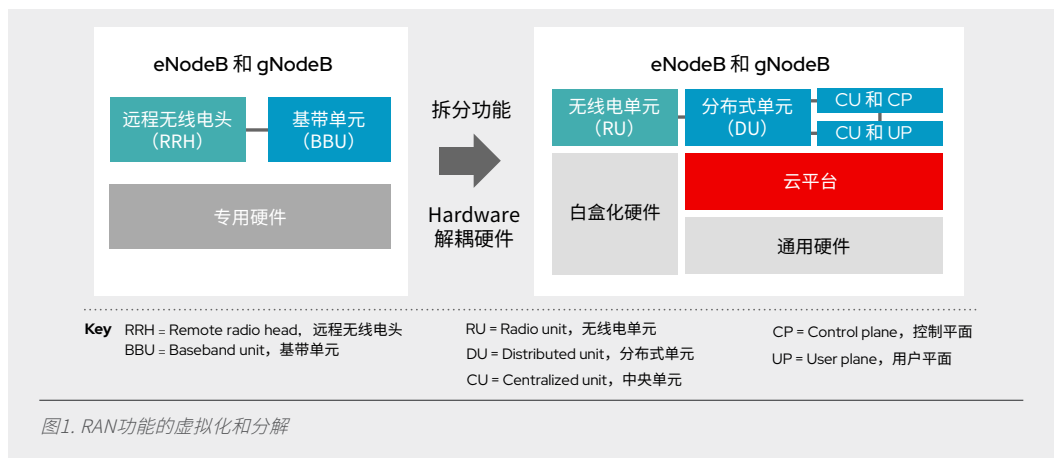 eNodeB 和 gNodeB
远程无线电头
（RRH）
基带单元
（BBU）
专用硬件
拆分功能
Hardware
解耦硬件
eNodeB 和 gNodeB
无线电单元
（RU）
分布式单元
（DU）
CU 和 CP
CU 和 UP
白盒化硬件
云平台
通用硬件
Key RRH = Remote radio head，远程无线电头
BBU = Baseband unit，基带单元
RU = Radio unit，无线电单元
DU = Distributed unit，分布式单元
CU = Centralized unit，中央单元
CP = Control plane，控制平面
UP = User plane，用户平面
图1. RAN功能的虚拟化和分解